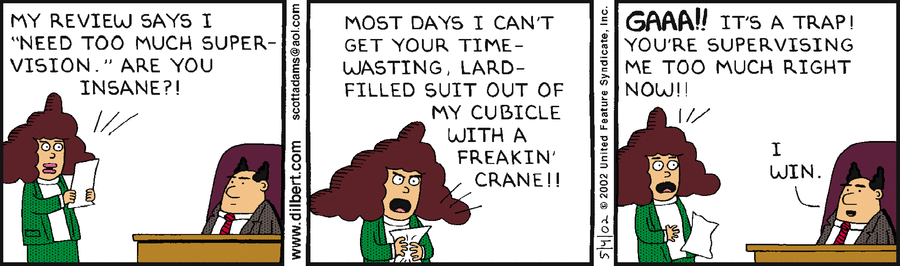 MY REVIEW SAYS I
"NEED TOO MUCH SUPER-
VISION." ARE YOU
INSANE?!
www.dilbert.com scottadams@aol.com
MOST DAYS I CAN'T
GET YOUR TIME-
WASTING, LARD-
FILLED SUIT OUT OF
MY CUBICLE
WITH A
FREAKIN'
CRANE!!
5/4/02 © 2002 United Feature Syndicate, Inc.
GAAA!! IT'S A TRAP!
YOU'RE SUPERVISING
ME TOO MUCH RIGHT
NOW!!
I
WIN.